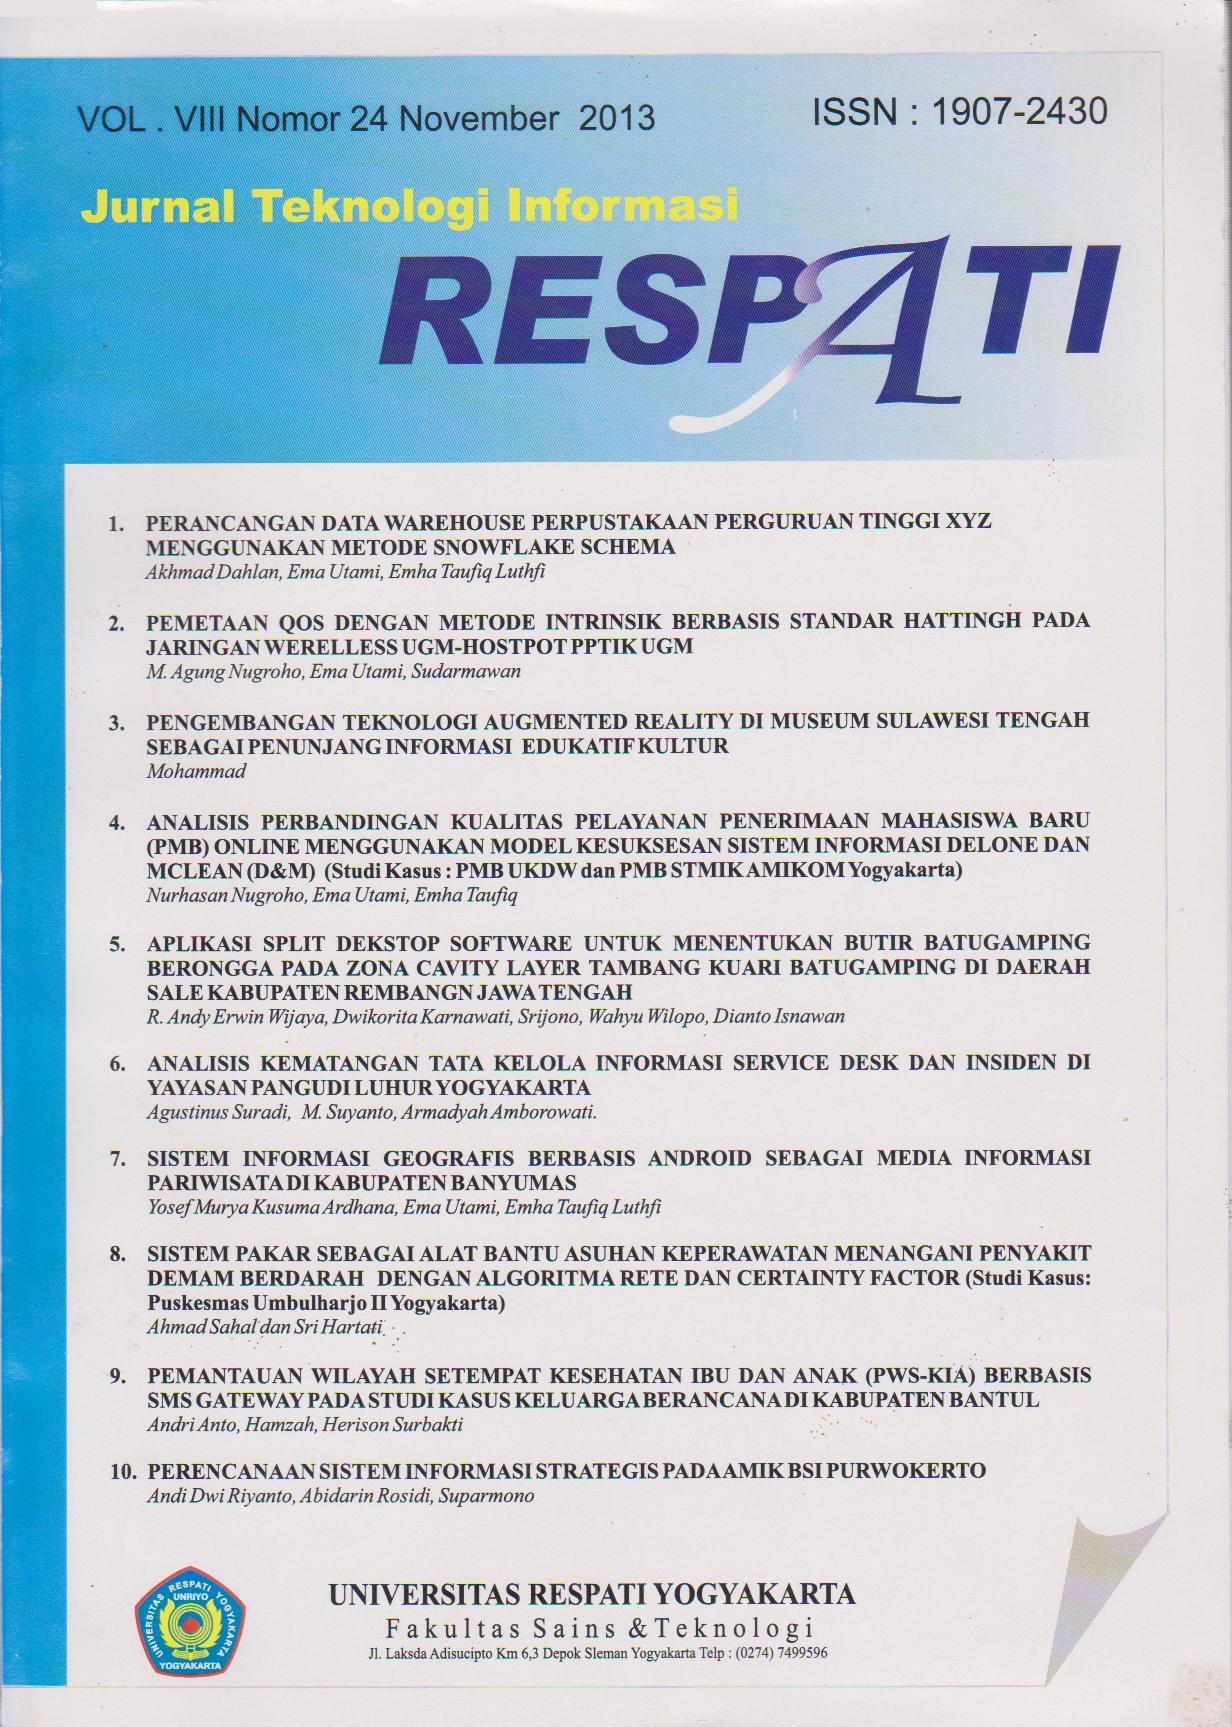 VOL . VIII Nomor 24 November 2013
ISSN : 1907-2430
Jurnal Teknologi Informasi
RESPATI
1. PERANCANGAN DATA WAREHOUSE PERPUSTAKAAN PERGURUAN TINGGI XYZ
MENGGUNAKAN METODE SNOWFLAKE SCHEMA
Akhmad Dahlan, Ema Utami, Emha Taufiq Luthfi
2. PEMETAAN QOS DENGAN METODE INTRINSIK BERBASIS STANDAR HATTINGH PADA
JARINGAN WERELLESS UGM-HOSTPOT PPTIK UGM
M. Agung Nugroho, Ema Utami, Sudarmawan
3. PENGEMBANGAN TEKNOLOGI AUGMENTED REALITY DI MUSEUM SULAWESI TENGAH
SEBAGAI PENUNJANG INFORMASI EDUKATIF KULTUR
Mohammad
4. ANALISIS PERBANDINGAN KUALITAS PELAYANAN PENERIMAAN MAHASISWA BARU
(PMB) ONLINE MENGGUNAKAN MODEL KESUKSESAN SISTEM INFORMASI DELONE DAN
MCLEAN (D&M) (Studi Kasus : PMB UKDW dan PMB STMIK AMIKOM Yogyakarta)
Nurhasan Nugroho, Ema Utami, Emha Taufiq
5. APLIKASI SPLIT DEKSTOP SOFTWARE UNTUK MENENTUKAN BUTIR BATUGAMPING
BERONGGA PADA ZONA CAVITY LAYER TAMBANG KUARI BATUGAMPING DI DAERAH
SALE KABUPATEN REMBANGN JAWA TENGAH
R. Andy Erwin Wijaya, Dwikorita Karnawati, Srijono, Wahyu Wilopo, Dianto Isnawan
6. ANALISIS KEMATANGAN TATA KELOLA INFORMASI SERVICE DESK DAN INSIDEN DI
YAYASAN PANGUDI LUHUR YOGYAKARTA
Agustinus Suradi, M. Suyanto, Armadyah Amborowati.
7. SISTEM INFORMASI GEOGRAFIS BERBASIS ANDROID SEBAGAI MEDIA INFORMASI
PARIWISATA DI KABUPATEN BANYUMAS
Yosef Murya Kusuma Ardhana, Ema Utami, Emha Taufiq Luthfi
8. SISTEM PAKAR SEBAGAI ALAT BANTU ASUHAN KEPERAWATAN MENANGANI PENYAKIT
DEMAM BERDARAH DENGAN ALGORITMA RETE DAN CERTAINTY FACTOR (Studi Kasus:
Puskesmas Umbulharjo II Yogyakarta)
Ahmad Sahal dan Sri Hartati
9. PEMANTAUAN WILAYAH SETEMPAT KESEHATAN IBU DAN ANAK (PWS-KIA) BERBASIS
SMS GATEWAY PADA STUDI KASUS KELUARGA BERANCANA DI KABUPATEN BANTUL
Andri Anto, Hamzah, Herison Surbakti
10. PERENCANAAN SISTEM INFORMASI STRATEGIS PADA AMIK BSI PURWOKERTO
Andi Dwi Riyanto, Abidarin Rosidi, Suparmono
UNIVERSITAS RESPATI YOGYAKARTA
UNRIYO
YOGYAKARTA
UNIVERSITAS RESPATI YOGYAKARTA
Fakultas Sains & Teknologi
Jl. Laksda Adisucipto Km 6,3 Depok Sleman Yogyakarta Telp : (0274) 7499596